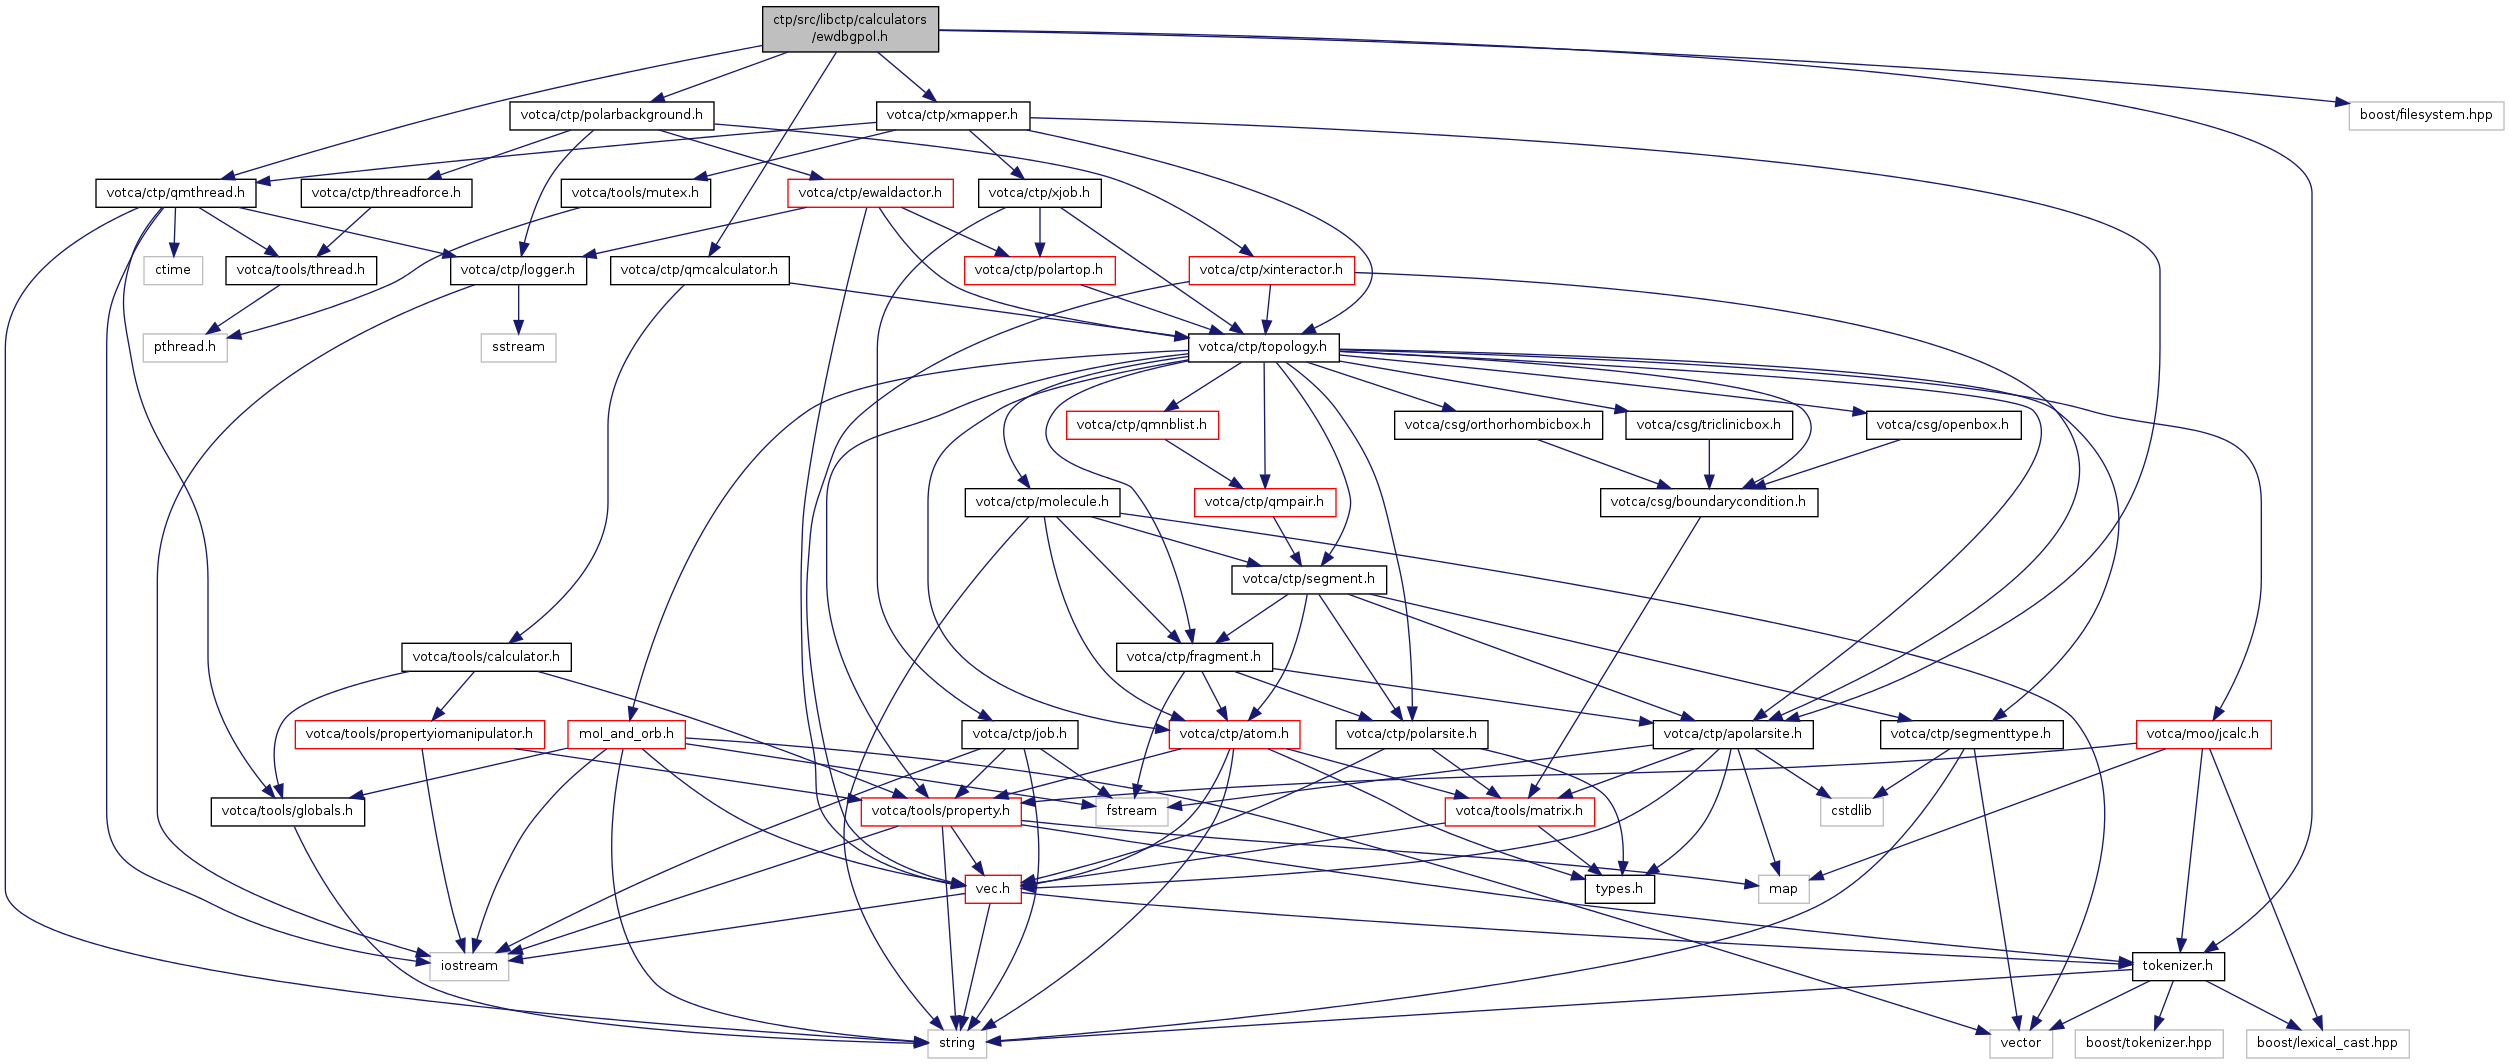 ctp/src/libctp/calculators
/ewdbgpol.h
votca/ctp/polarbackground.h
votca/ctp/xmapper.h
boost/filesystem.hpp
votca/ctp/qmthread.h
votca/ctp/threadforce.h
votca/tools/mutex.h
votca/ctp/ewaldactor.h
votca/ctp/xjob.h
ctime
votca/tools/thread.h
votca/ctp/logger.h
votca/ctp/qmcalculator.h
votca/ctp/polartop.h
votca/ctp/xinteractor.h
pthread.h
sstream
votca/ctp/topology.h
votca/ctp/qmnblist.h
votca/csg/orthorhombicbox.h
votca/csg/triclinicbox.h
votca/csg/openbox.h
votca/ctp/molecule.h
votca/ctp/qmpair.h
votca/csg/boundarycondition.h
votca/ctp/segment.h
votca/tools/calculator.h
votca/ctp/fragment.h
votca/tools/propertyiomanipulator.h
mol_and_orb.h
votca/ctp/job.h
votca/ctp/atom.h
votca/ctp/polarsite.h
votca/ctp/apolarsite.h
votca/ctp/segmenttype.h
votca/moo/jcalc.h
votca/tools/globals.h
votca/tools/property.h
fstream
votca/tools/matrix.h
cstdlib
vec.h
types.h
map
iostream
tokenizer.h
string
vector
boost/tokenizer.hpp
boost/lexical_cast.hpp